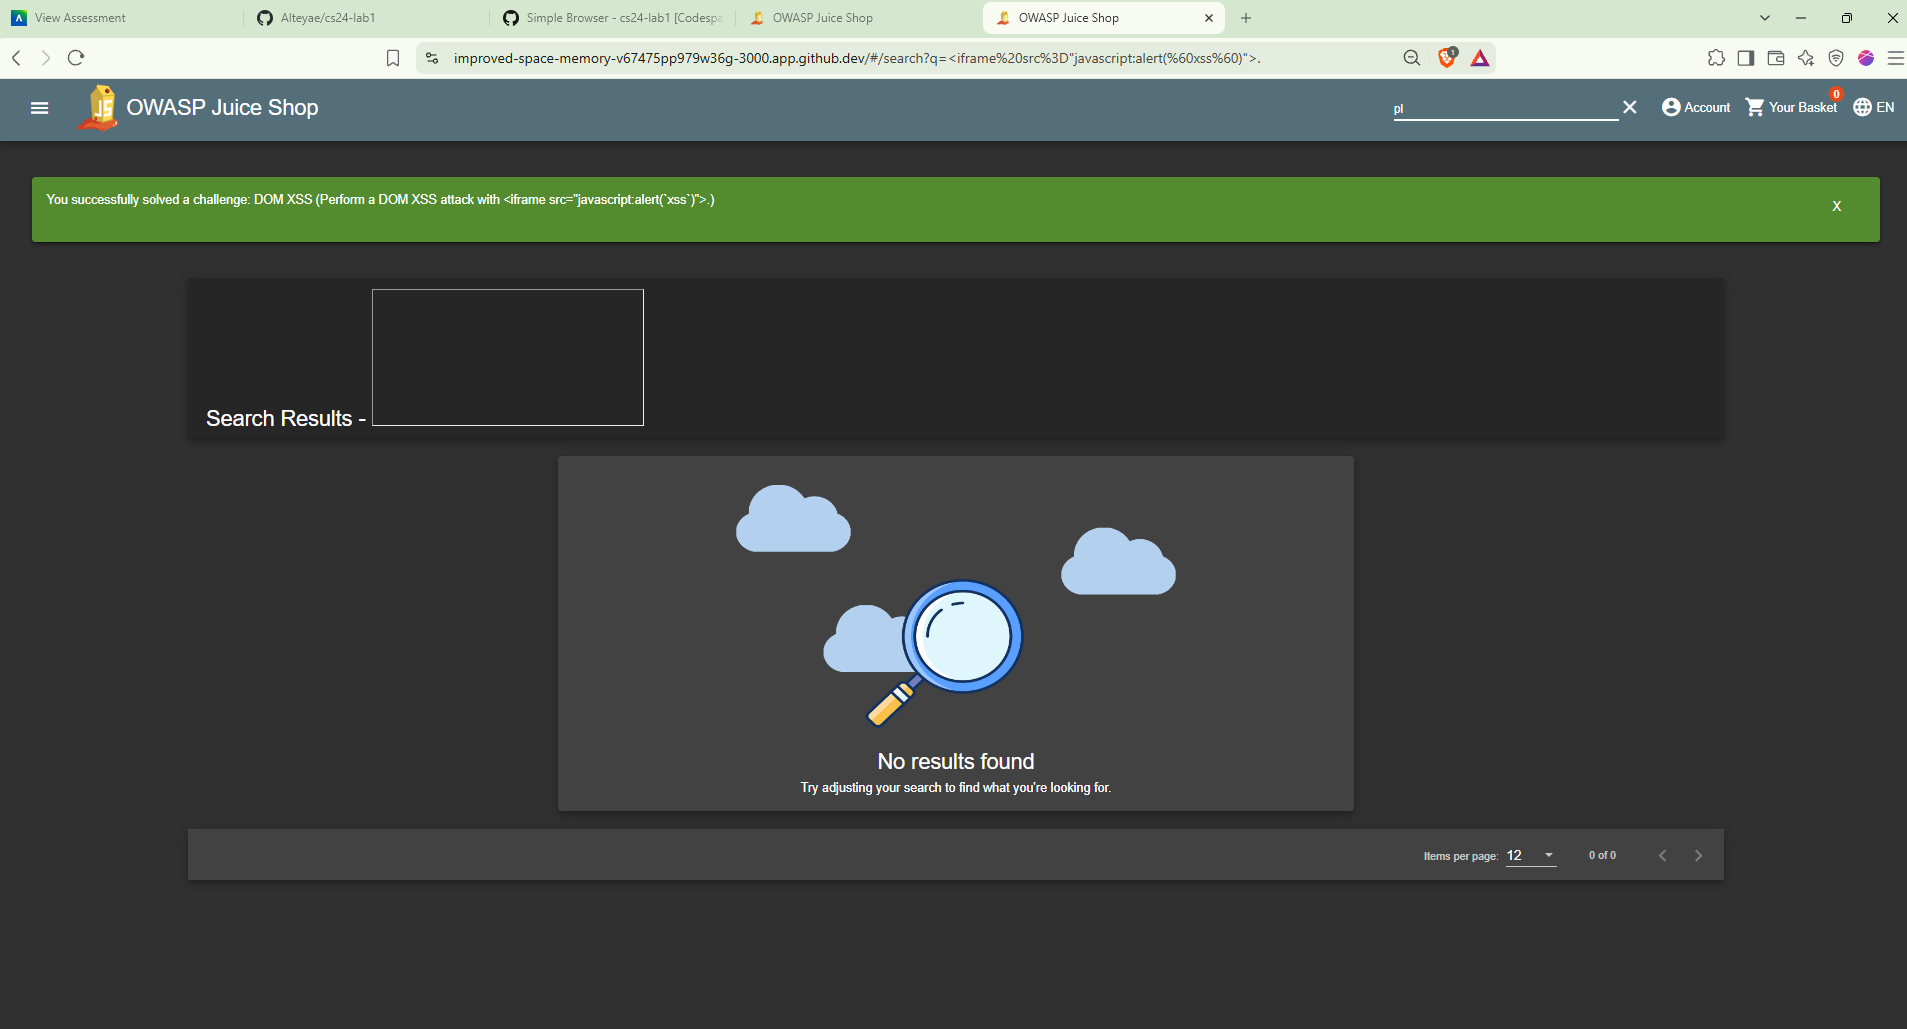 View Assessment
Alteyae/cs24-lab1
Simple Browser - cs24-lab1 [Codespa
OWASP Juice Shop
OWASP Juice Shop
improved-space-memory-v67475pp979w36g-3000.app.github.dev/#/search?q=<iframe%20src%3D"javascript:alert(%60xss%60)">.
1
JS
OWASP Juice Shop
pl
Account
Your Basket
0
EN
You successfully solved a challenge: DOM XSS (Perform a DOM XSS attack with <iframe src="javascript:alert(`xss`)">.)
X
Search Results -
No results found
Try adjusting your search to find what you're looking for.
Items per page:
12
0 of 0